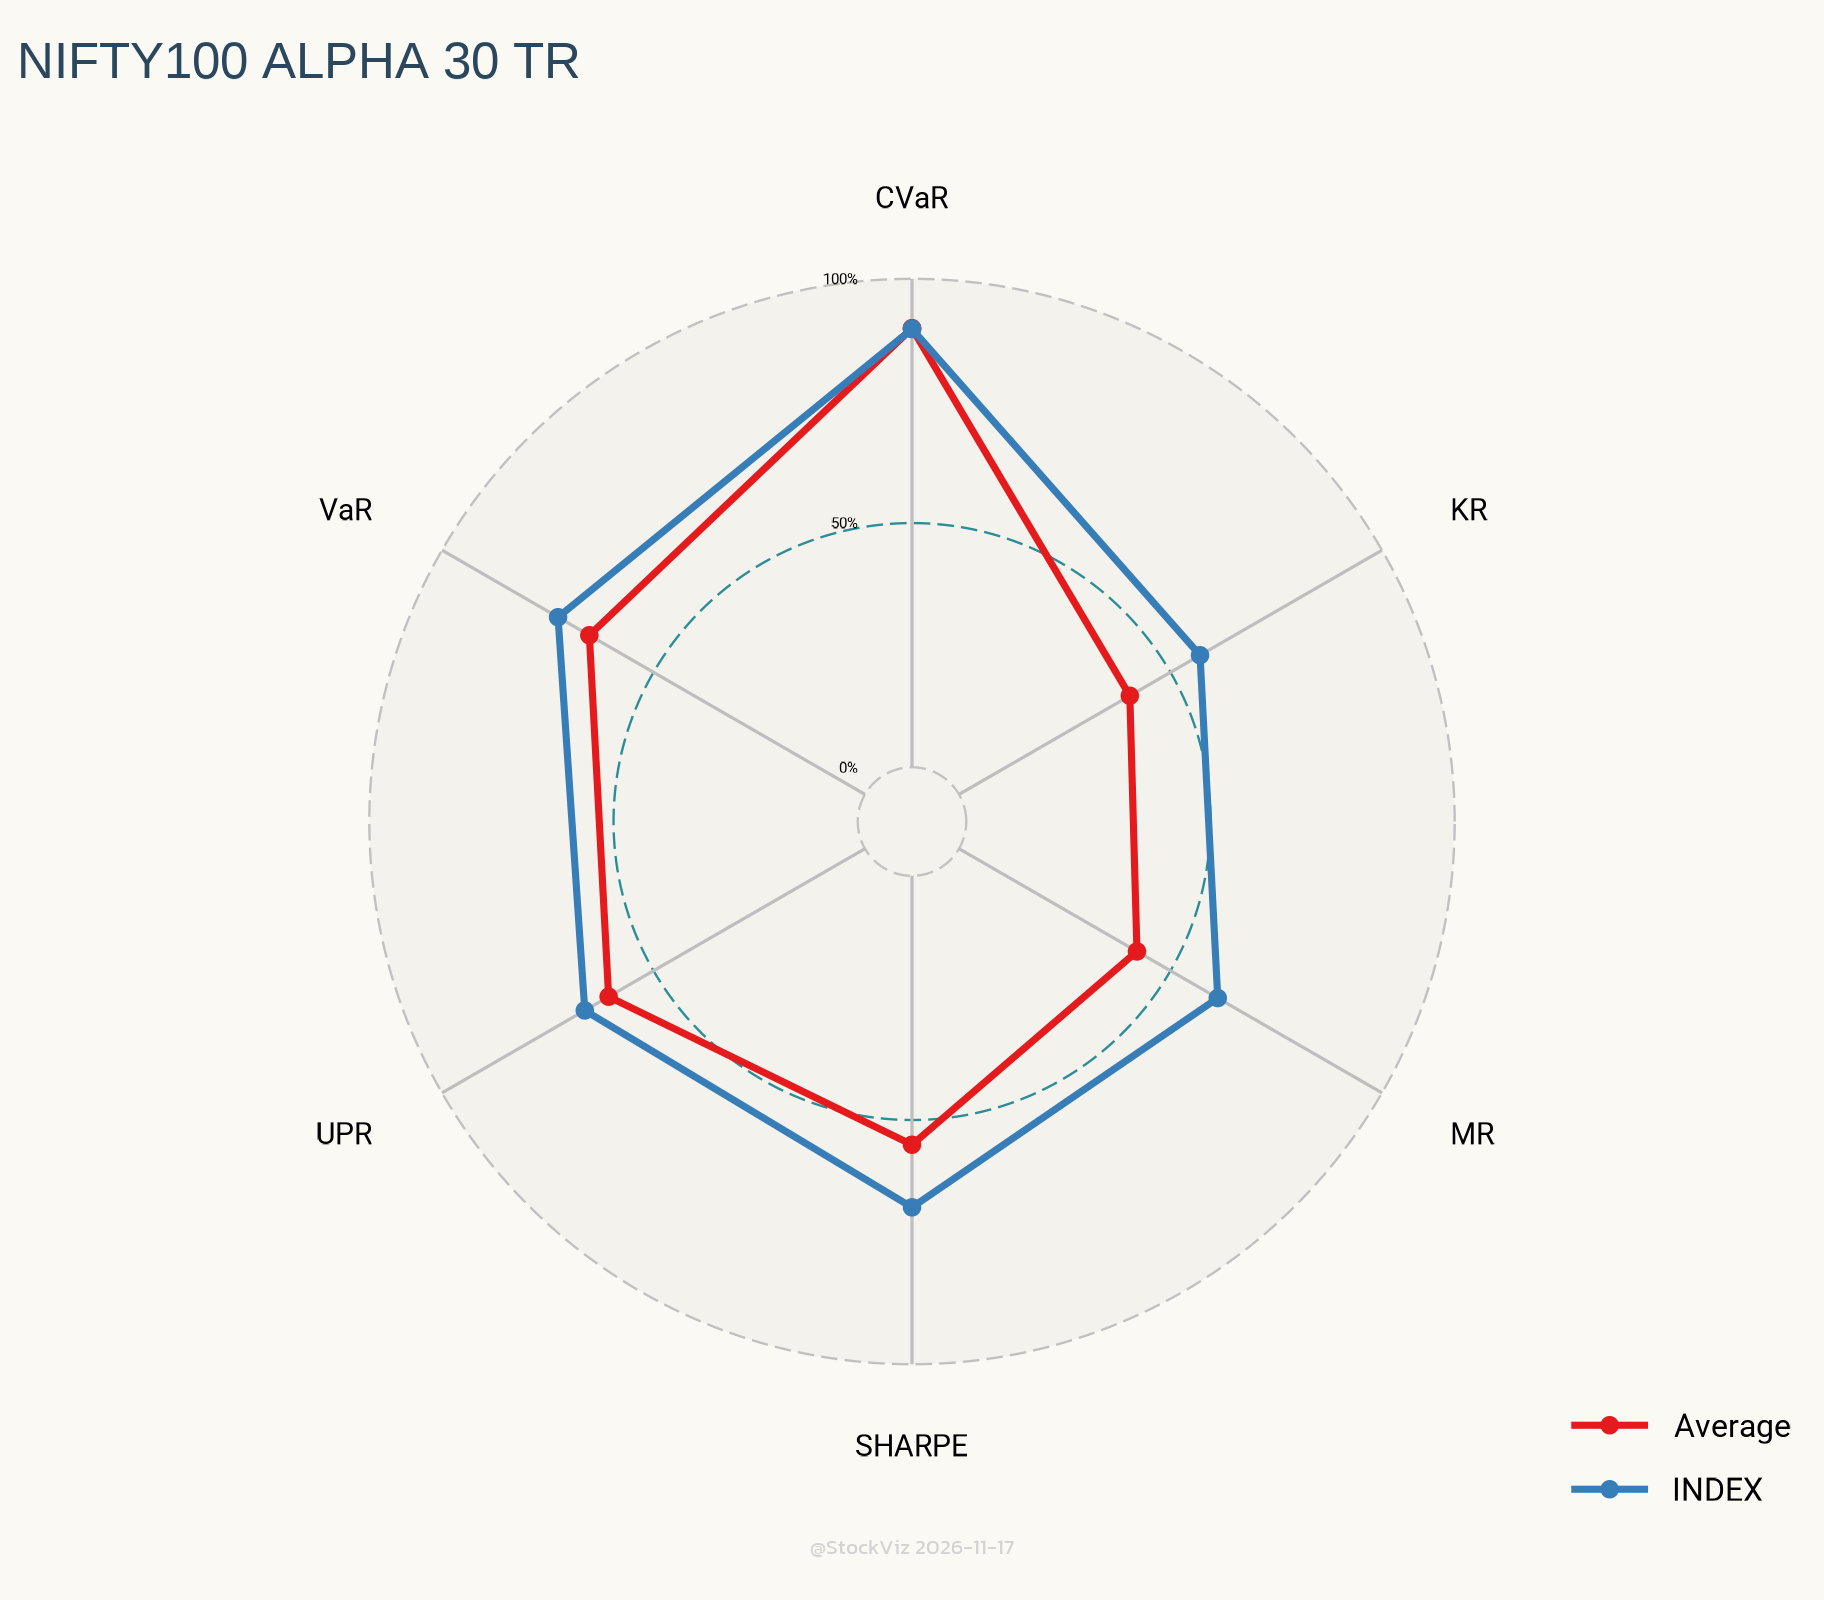 NIFTY100 ALPHA 30 TR
CVaR
100%
VaR
KR
50%
0%
UPR
MR
SHARPE
Average
INDEX
@StockViz 2026-11-17